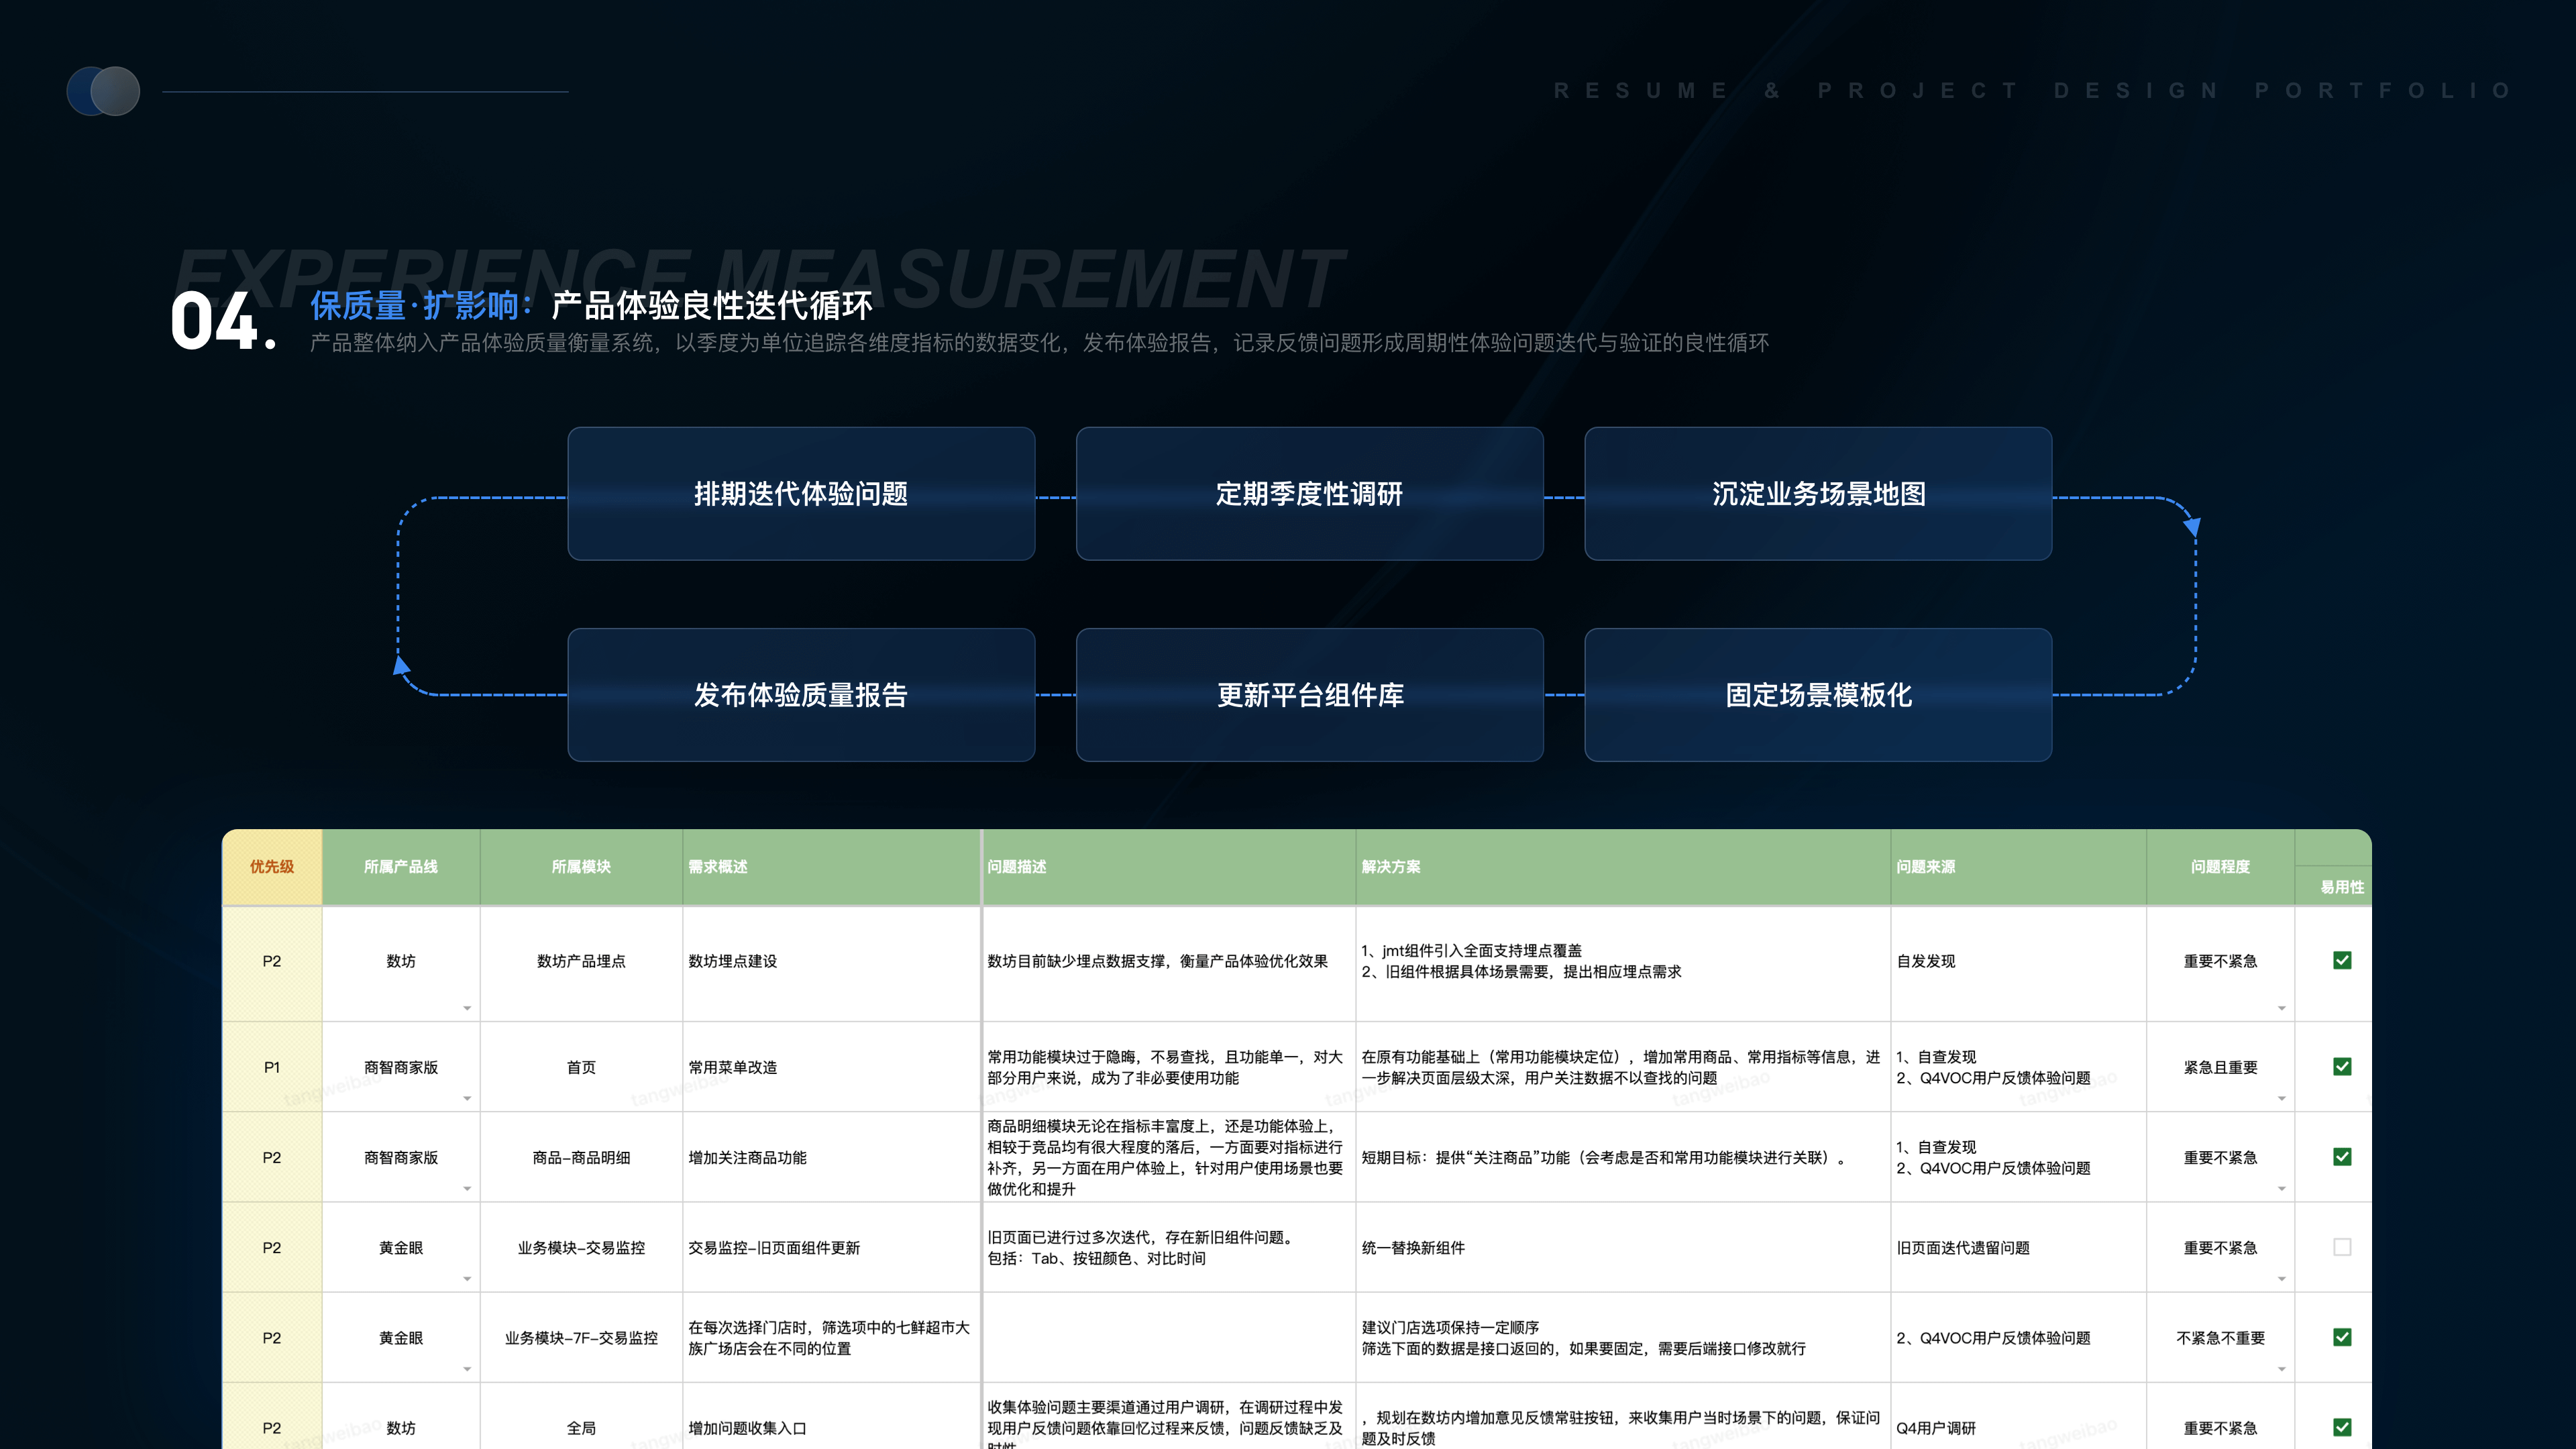 RESUME & PROJECT DESIGN PORTFOLIO
EXPERIENCE MEASUREMENT
04.
保质量·扩影响：产品体验良性迭代循环
产品整体纳入产品体验质量衡量系统，以季度为单位追踪各维度指标的数据变化，发布体验报告，记录反馈问题形成周期性体验问题迭代与验证的良性循环
排期迭代体验问题
定期季度性调研
沉淀业务场景地图
发布体验质量报告
更新平台组件库
固定场景模板化
优先级
所属产品线
所属模块
需求概述
问题描述
解决方案
问题来源
问题程度
易用性
P2
数坊
数坊产品埋点
数坊埋点建设
数坊目前缺少埋点数据支撑，衡量产品体验优化效果
1、jmt组件引入全面支持埋点覆盖
2、旧组件根据具体场景需要，提出相应埋点需求
自发发现
重要不紧急
P1
商智商家版
首页
常用菜单改造
常用功能模块过于隐晦，不易查找，且功能单一，对大
部分用户来说，成为了非必要使用功能
在原有功能基础上（常用功能模块定位），增加常用商品、常用指标等信息，进
一步解决页面层级太深，用户关注数据不以查找的问题
1、自查发现
2、Q4VOC用户反馈体验问题
紧急且重要
tangweibao
tangweibao
tangweibao
tangweibao
tangweibao
tangweibao
P2
商智商家版
商品–商品明细
增加关注商品功能
商品明细模块无论在指标丰富度上，还是功能体验上，
相较于竞品均有很大程度的落后，一方面要对指标进行
补齐，另一方面在用户体验上，针对用户使用场景也要
做优化和提升
短期目标：提供“关注商品”功能（会考虑是否和常用功能模块进行关联）。
1、自查发现
2、Q4VOC用户反馈体验问题
重要不紧急
P2
黄金眼
业务模块–交易监控
交易监控–旧页面组件更新
旧页面已进行过多次迭代，存在新旧组件问题。
包括：Tab、按钮颜色、对比时间
统一替换新组件
旧页面迭代遗留问题
重要不紧急
P2
黄金眼
业务模块–7F–交易监控
在每次选择门店时，筛选项中的七鲜超市大
族广场店会在不同的位置
建议门店选项保持一定顺序
筛选下面的数据是接口返回的，如果要固定，需要后端接口修改就行
2、Q4VOC用户反馈体验问题
不紧急不重要
P2
数坊
全局
增加问题收集入口
收集体验问题主要渠道通过用户调研，在调研过程中发
现用户反馈问题依靠回忆过程来反馈，问题反馈缺乏及
，规划在数坊内增加意见反馈常驻按钮，来收集用户当时场景下的问题，保证问
题及时反馈
Q4用户调研
重要不紧急